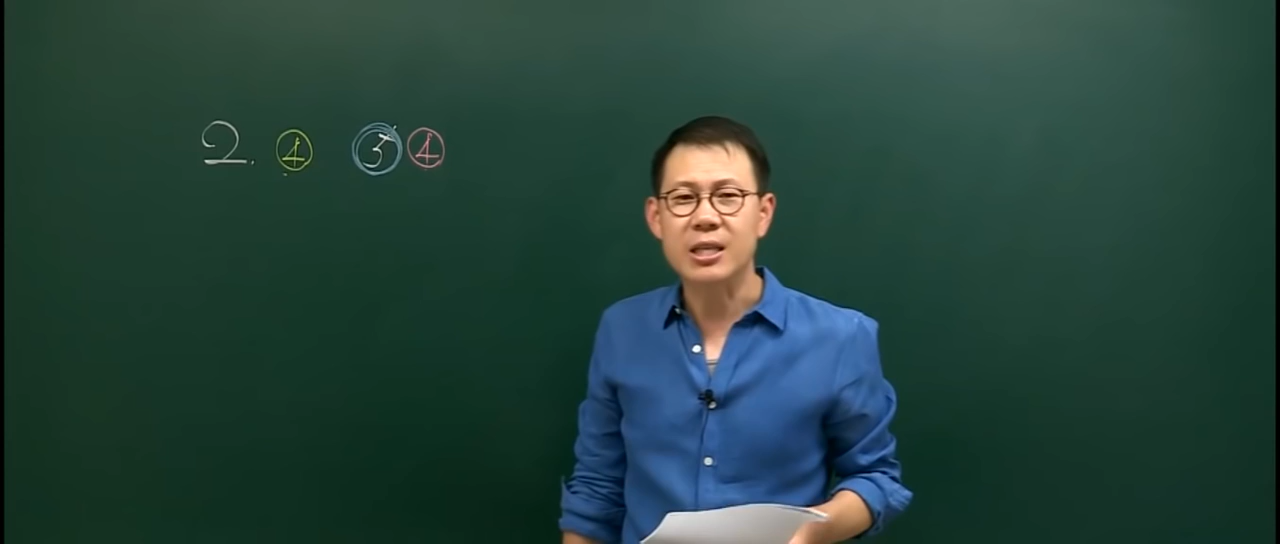 2. ④ ③ ④